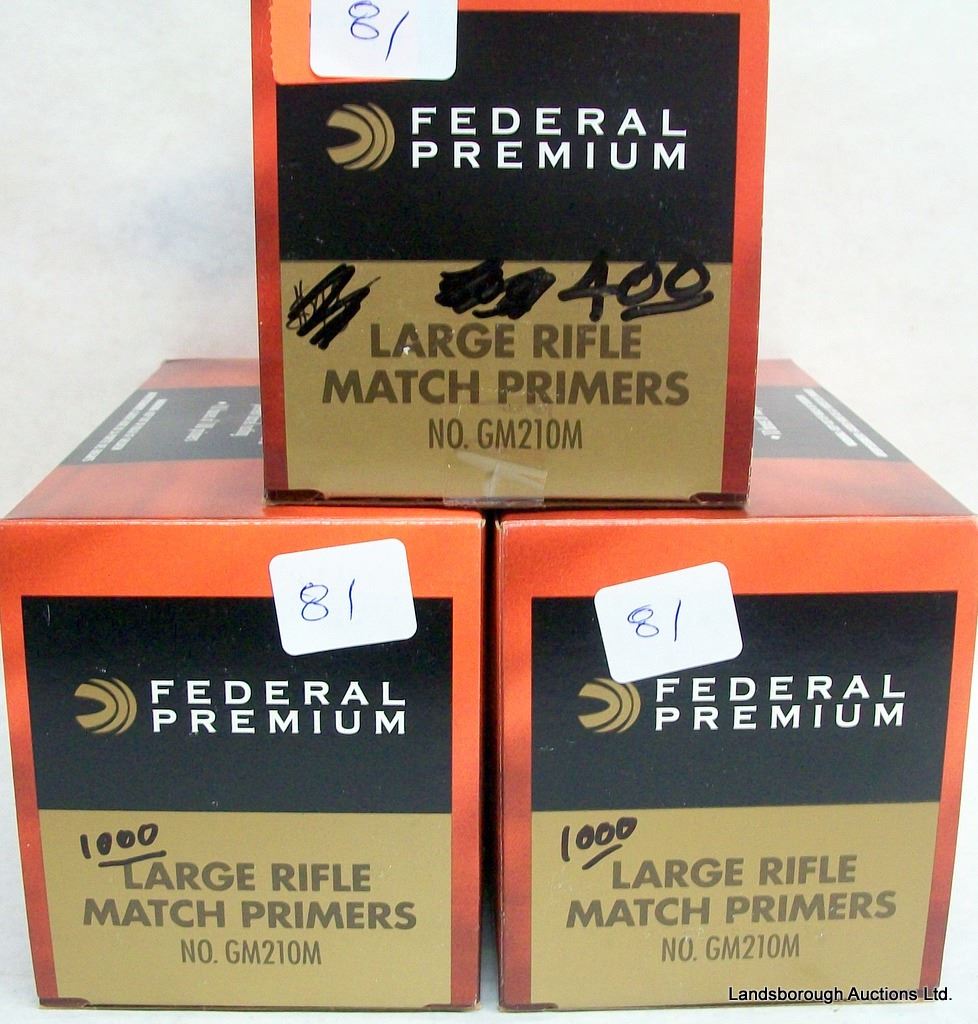 81
FEDERAL
PREMIUM
400
LARGE RIFLE
MATCH PRIMERS
NO. GM210M
81
FEDERAL
PREMIUM
1000
LARGE RIFLE
MATCH PRIMERS
NO. GM210M
81
FEDERAL
PREMIUM
1000
LARGE RIFLE
MATCH PRIMERS
NO. GM210M
Landsborough Auctions Ltd.